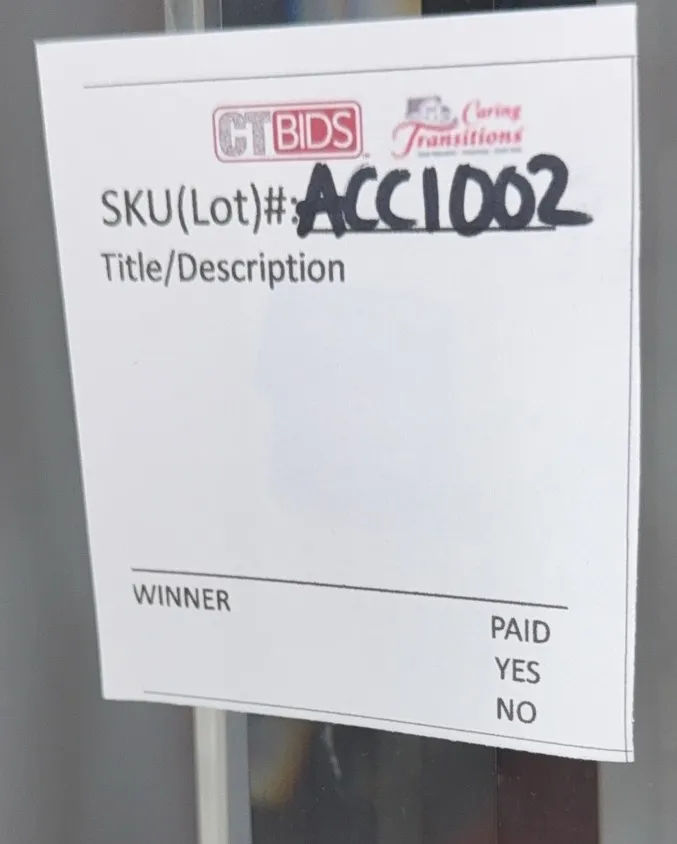 CTBIDS
Caring
Transitions
SKU(Lot)#:ACC1002
Title/Description
WINNER
PAID
YES
NO